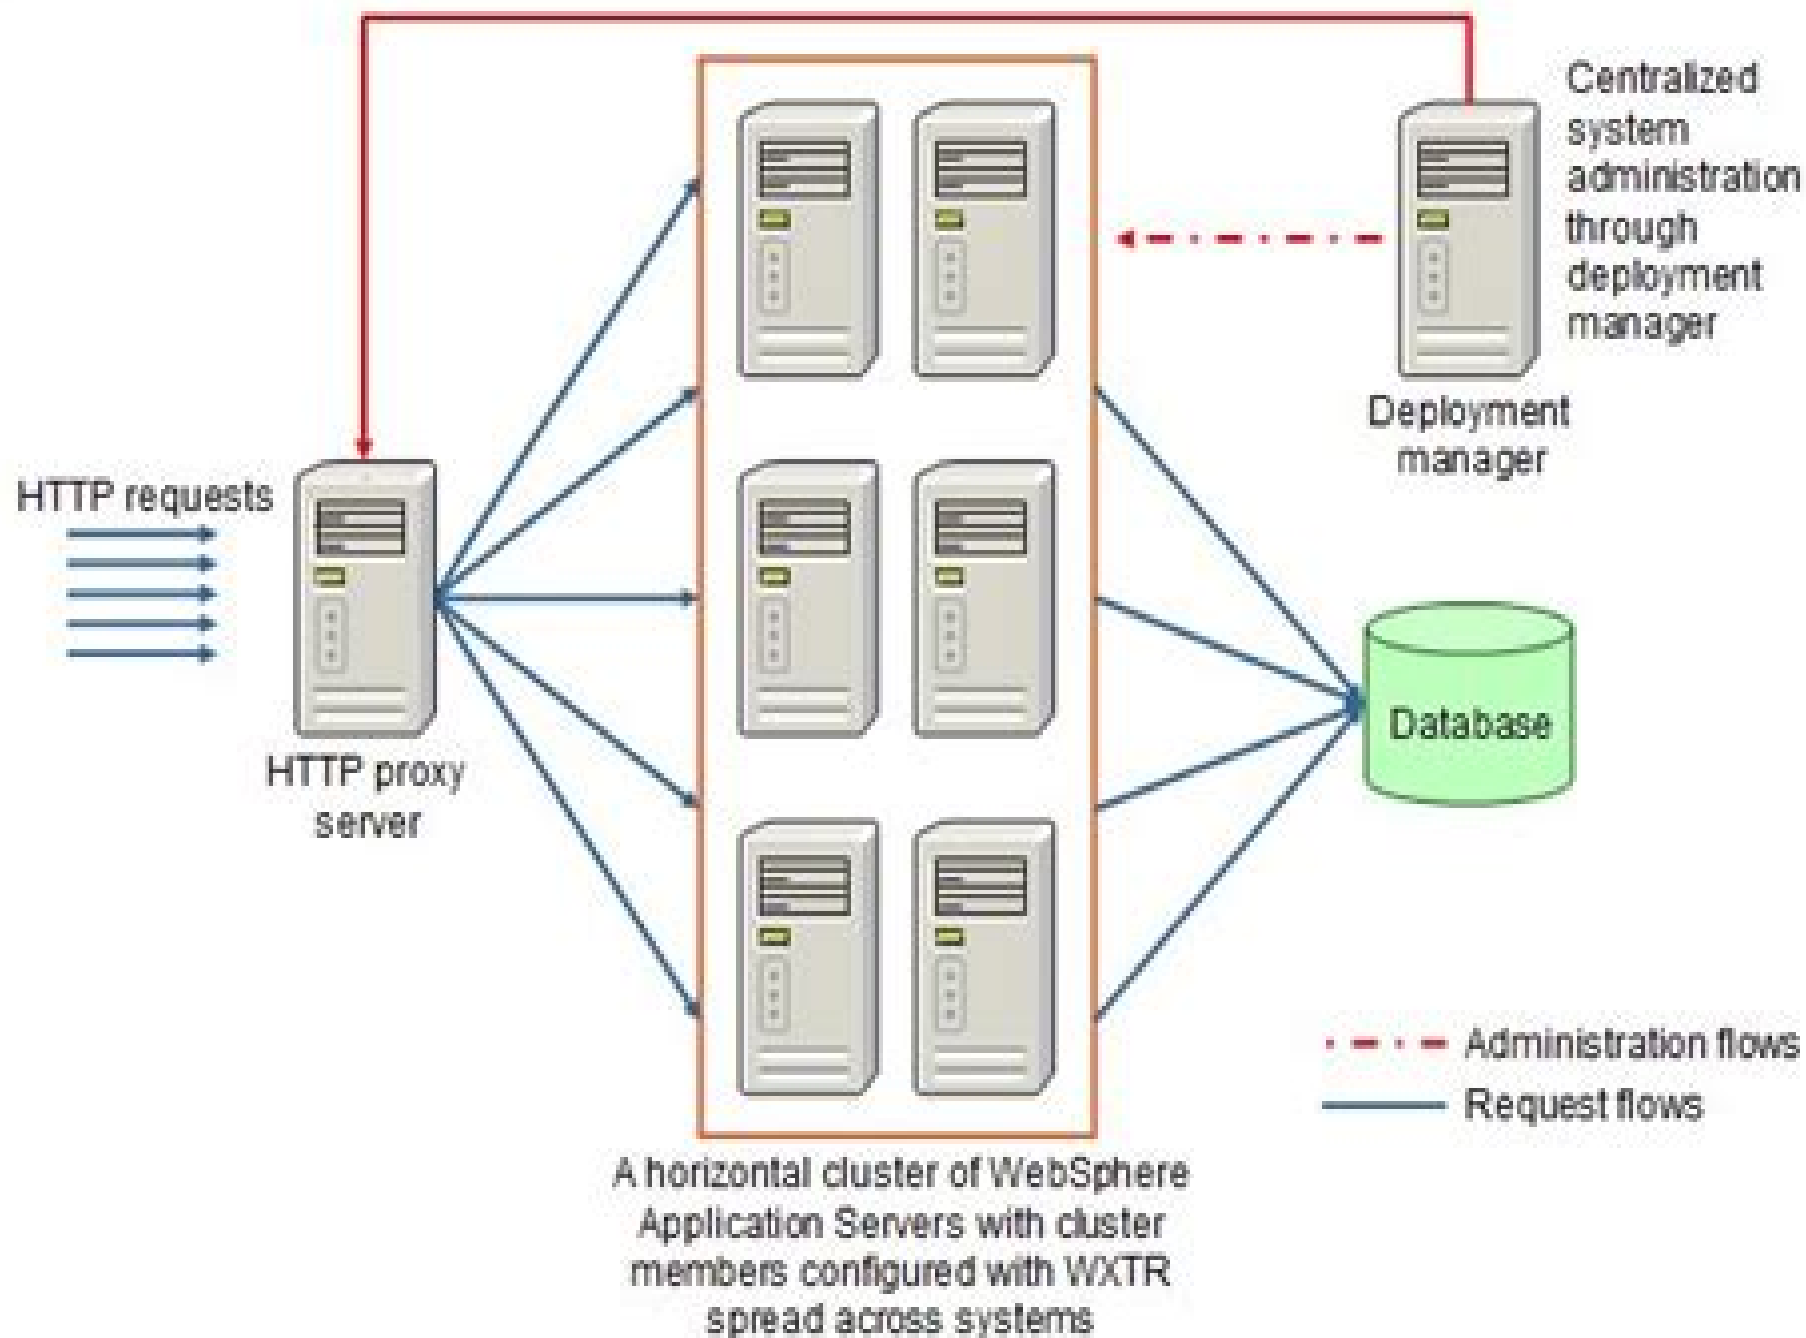 Centralized
system
administration
through
deployment
manager
Deployment
manager
HTTP requests
HTTP proxy
server
Database
Administration flows
Request flows
A horizontal cluster of WebSphere
Application Servers with cluster
members configured with WXTR
spread across systems